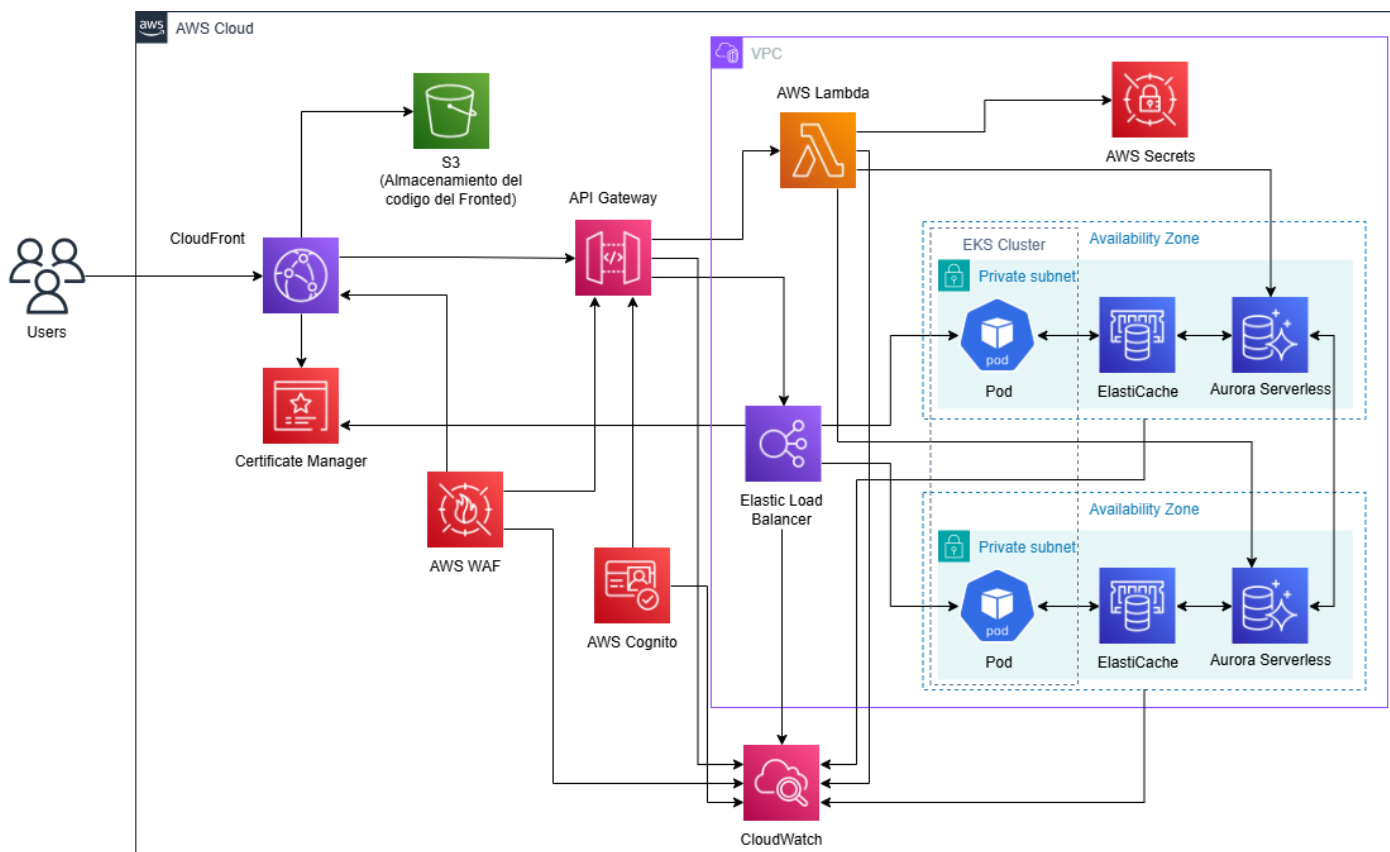 aws
AWS Cloud
VPC
AWS Lambda
AWS Secrets
S3
(Almacenamiento del
codigo del Fronted)
API Gateway
CloudFront
Users
EKS Cluster
Availability Zone
Private subnet
pod
Pod
ElastiCache
Aurora Serverless
Certificate Manager
AWS WAF
Elastic Load
Balancer
AWS Cognito
Availability Zone
Private subnet
pod
Pod
ElastiCache
Aurora Serverless
CloudWatch